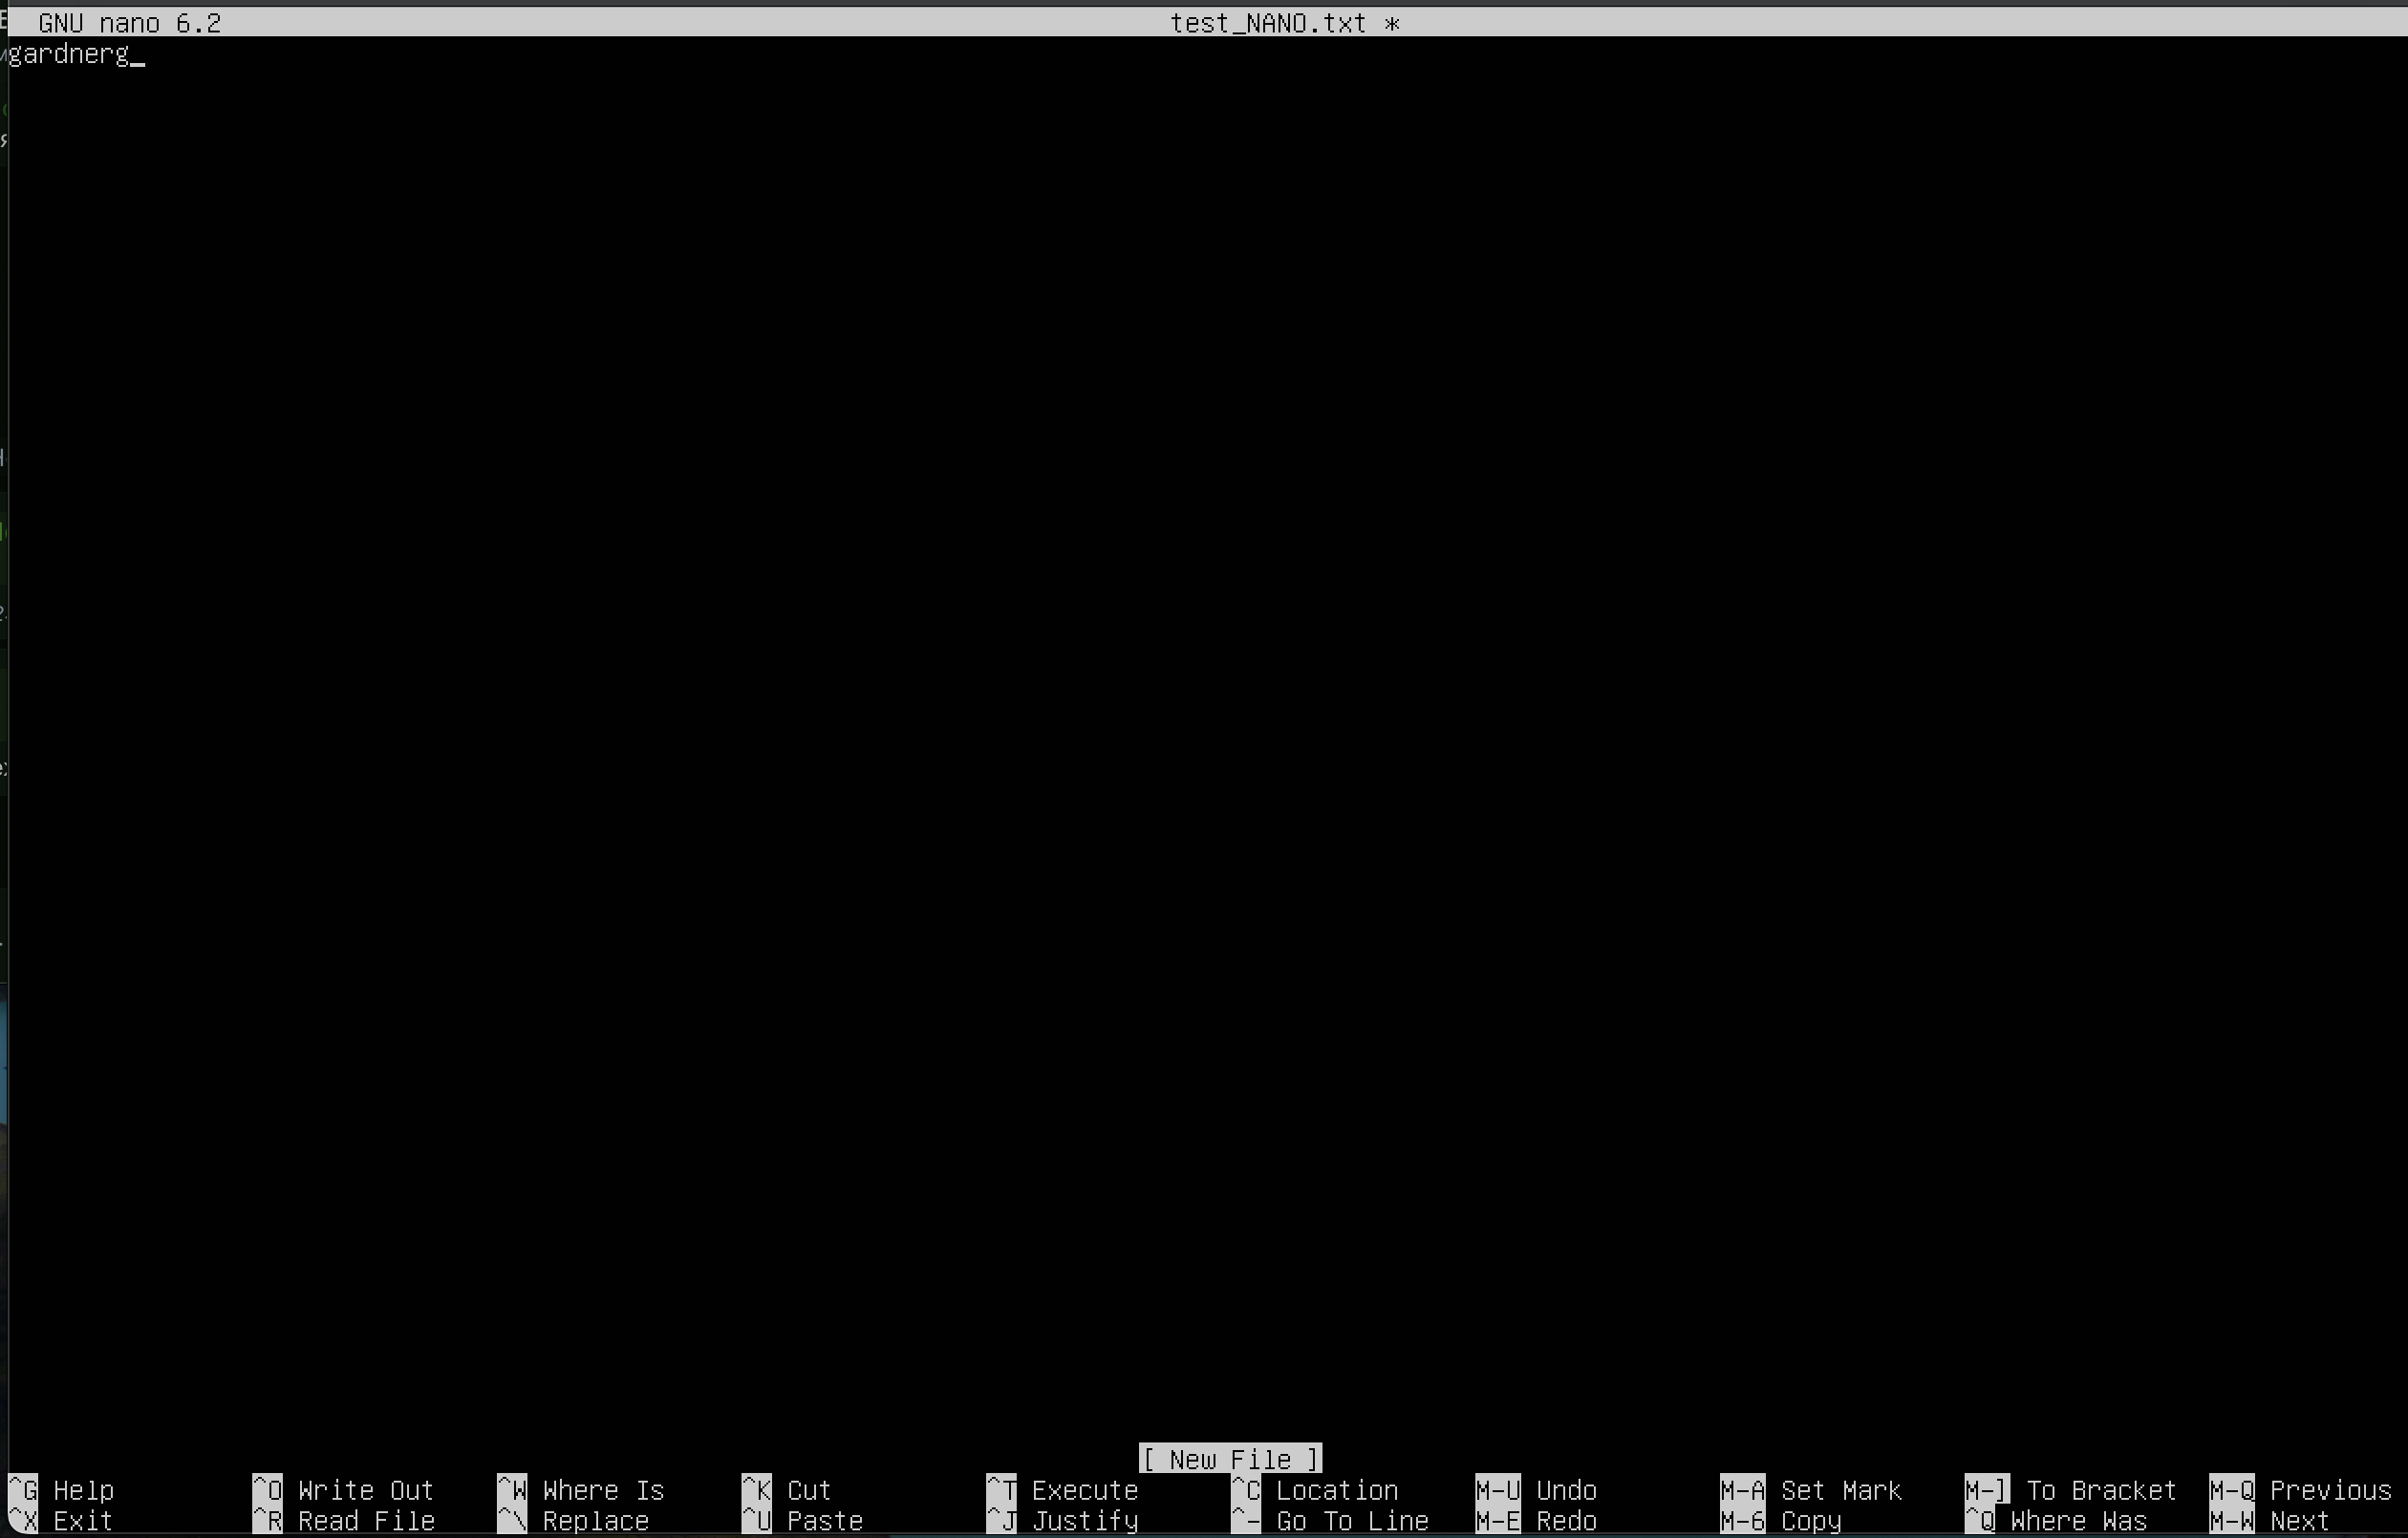 GNU nano 6.2 test_NANO.txt *
gardnerg_
[ New File ]
^G Help ^O Write Out ^W Where Is ^K Cut ^T Execute ^C Location M-U Undo M-A Set Mark M-] To Bracket M-Q Previous
^X Exit ^R Read File ^\ Replace ^U Paste ^J Justify ^- Go To Line M-E Redo M-6 Copy ^Q Where Was M-W Next